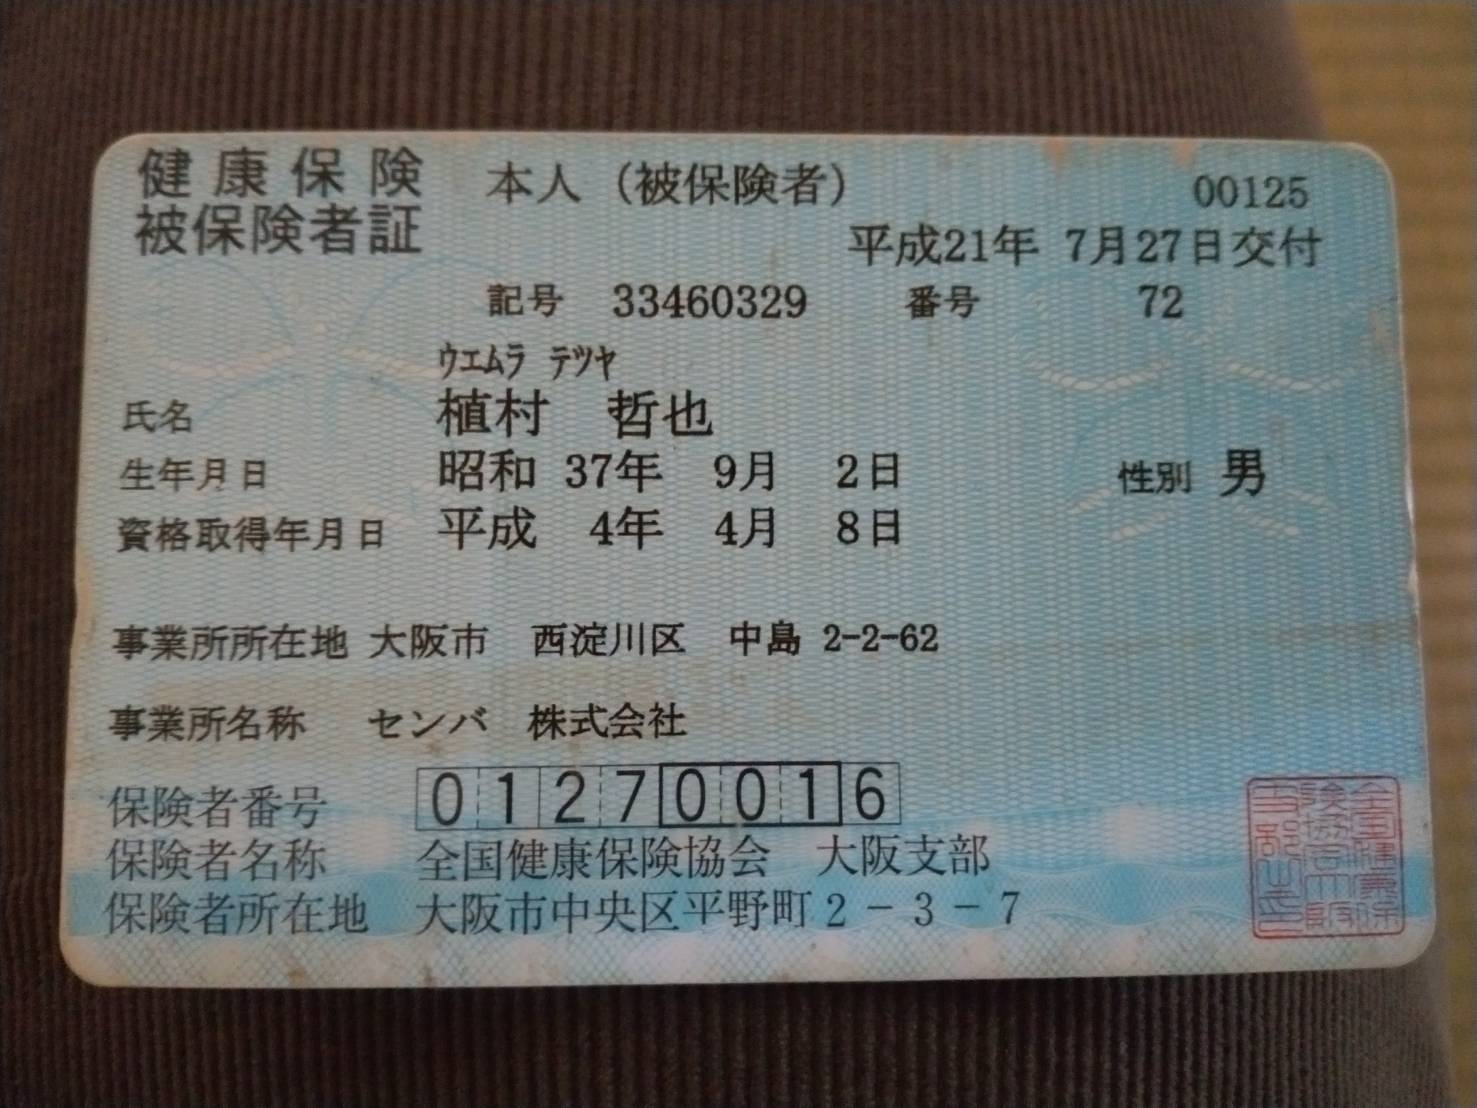 健康保険 本人（被保険者） 00125
被保険者証 平成21年 7月27日交付
記号 33460329 番号 72
ウエムラ テツヤ
氏名 植村 哲也
生年月日 昭和 37年 9月 2日 性別 男
資格取得年月日 平成 4年 4月 8日
事業所所在地 大阪市 西淀川区 中島 2-2-62
事業所名称 センバ 株式会社
保険者番号 01270016
保険者名称 全国健康保険協会 大阪支部
保険者所在地 大阪市中央区平野町2－3－7